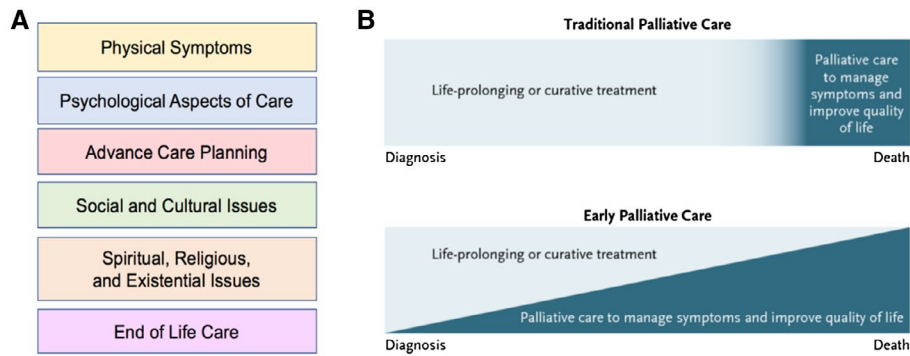 A
Physical Symptoms
Psychological Aspects of Care
Advance Care Planning
Social and Cultural Issues
Spiritual, Religious,
and Existential Issues
End of Life Care
B
Traditional Palliative Care
Life-prolonging or curative treatment
Palliative care
to manage
symptoms and
improve quality
of life
Diagnosis
Death
Early Palliative Care
Life-prolonging or curative treatment
Palliative care to manage symptoms and improve quality of life
Diagnosis
Death